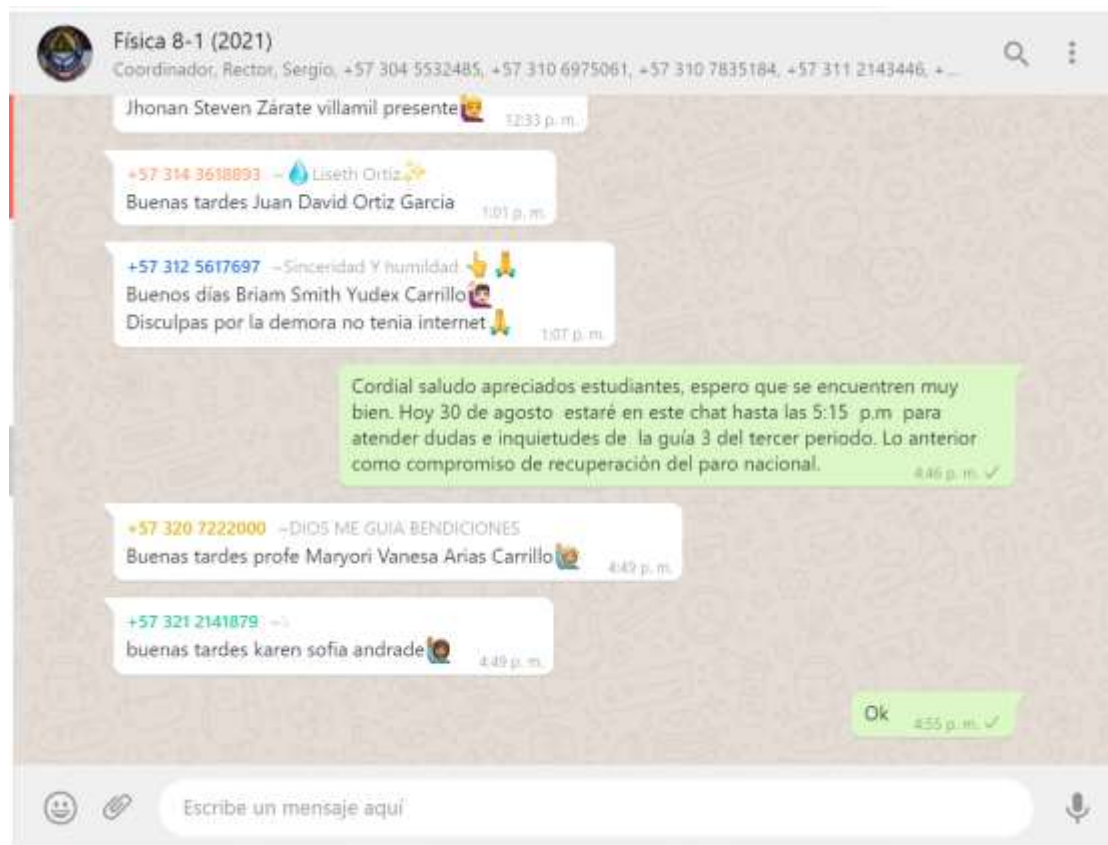 Física 8-1 (2021)
Coordinador, Rector, Sergio, +57 304 5532485, +57 310 6975061, +57 310 7835184, +57 311 2143446, +...
Jhonan Steven Zárate villamil presente
12:33 p. m.
+57 314 3618893 ~💧Liseth Ortiz✨
Buenas tardes Juan David Ortiz Garcia
1:01 p. m.
+57 312 5617697 ~Sinceridad Y humildad
Buenos días Briam Smith Yudex Carrillo
Disculpas por la demora no tenia internet
1:07 p. m.
Cordial saludo apreciados estudiantes, espero que se encuentren muy
bien. Hoy 30 de agosto estaré en este chat hasta las 5:15 p.m para
atender dudas e inquietudes de la guía 3 del tercer periodo. Lo anterior
como compromiso de recuperación del paro nacional.
4:46 p. m.
+57 320 7222000 ~DIOS ME GUIA BENDICIONES
Buenas tardes profe Maryori Vanesa Arias Carrillo
4:49 p. m.
+57 321 2141879
buenas tardes karen sofia andrade
4:49 p. m.
Ok
4:55 p. m.
Escribe un mensaje aquí